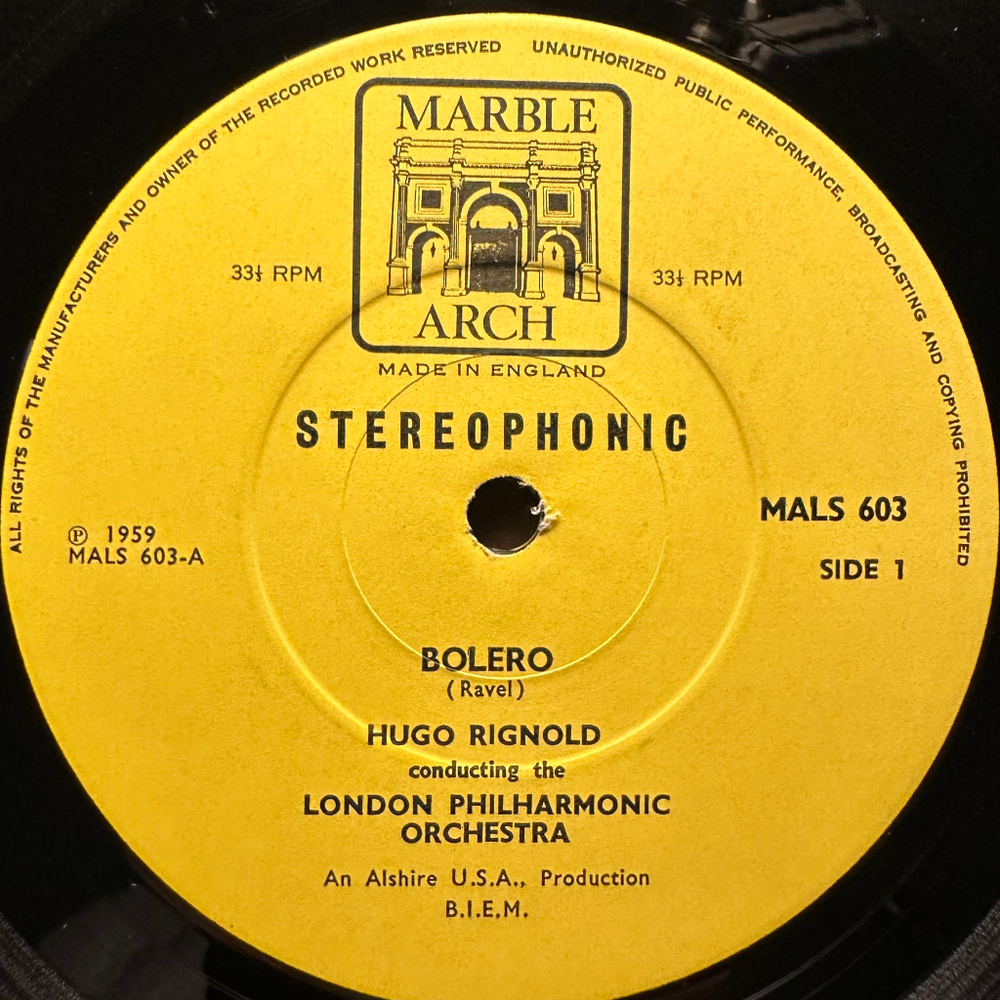 ALL RIGHTS OF THE MANUFACTURERS AND OWNER OF THE RECORDED WORK RESERVED UNAUTHORIZED PUBLIC PERFORMANCE, BROADCASTING AND COPYING PROHIBITED
MARBLE
ARCH
33⅓ RPM
33⅓ RPM
MADE IN ENGLAND
STEREOPHONIC
℗ 1959
MALS 603-A
MALS 603
SIDE 1
BOLERO
(Ravel)
HUGO RIGNOLD
conducting the
LONDON PHILHARMONIC
ORCHESTRA
An Alshire U.S.A., Production
B.I.E.M.